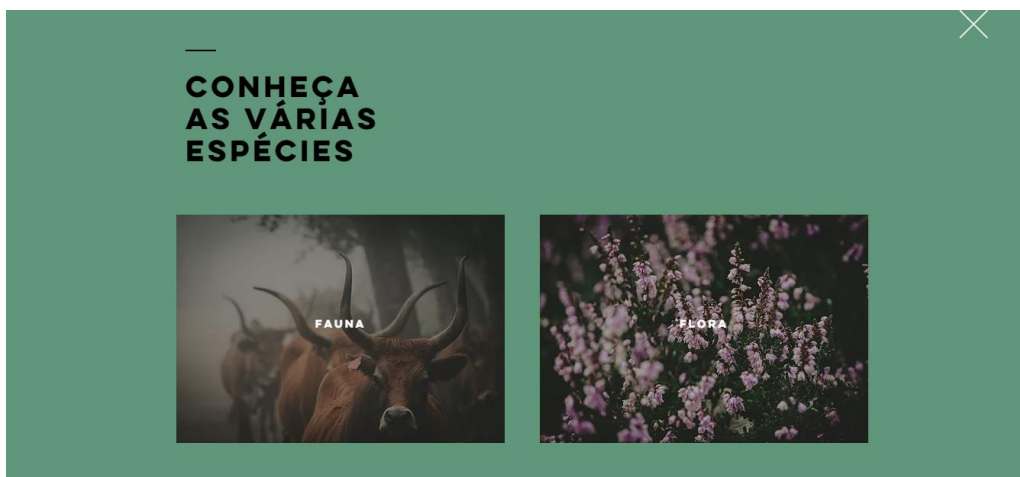 CONHEÇA
AS VÁRIAS
ESPÉCIES
FAUNA
FLORA